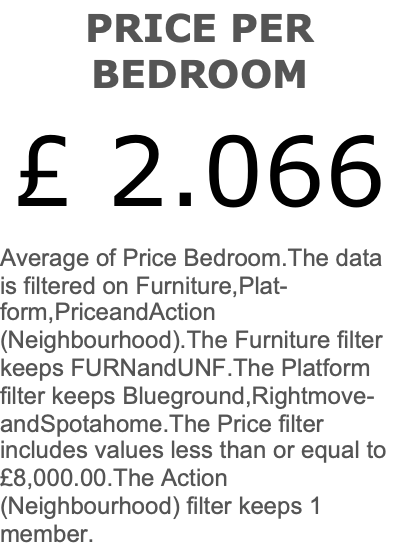 PRICE PER
BEDROOM
£ 2.066
Average of Price Bedroom.The data
is filtered on Furniture,Plat-
form,PriceandAction
(Neighbourhood).The Furniture filter
keeps FURNandUNF.The Platform
filter keeps Blueground,Rightmove-
andSpotahome.The Price filter
includes values less than or equal to
£8,000.00.The Action
(Neighbourhood) filter keeps 1
member.